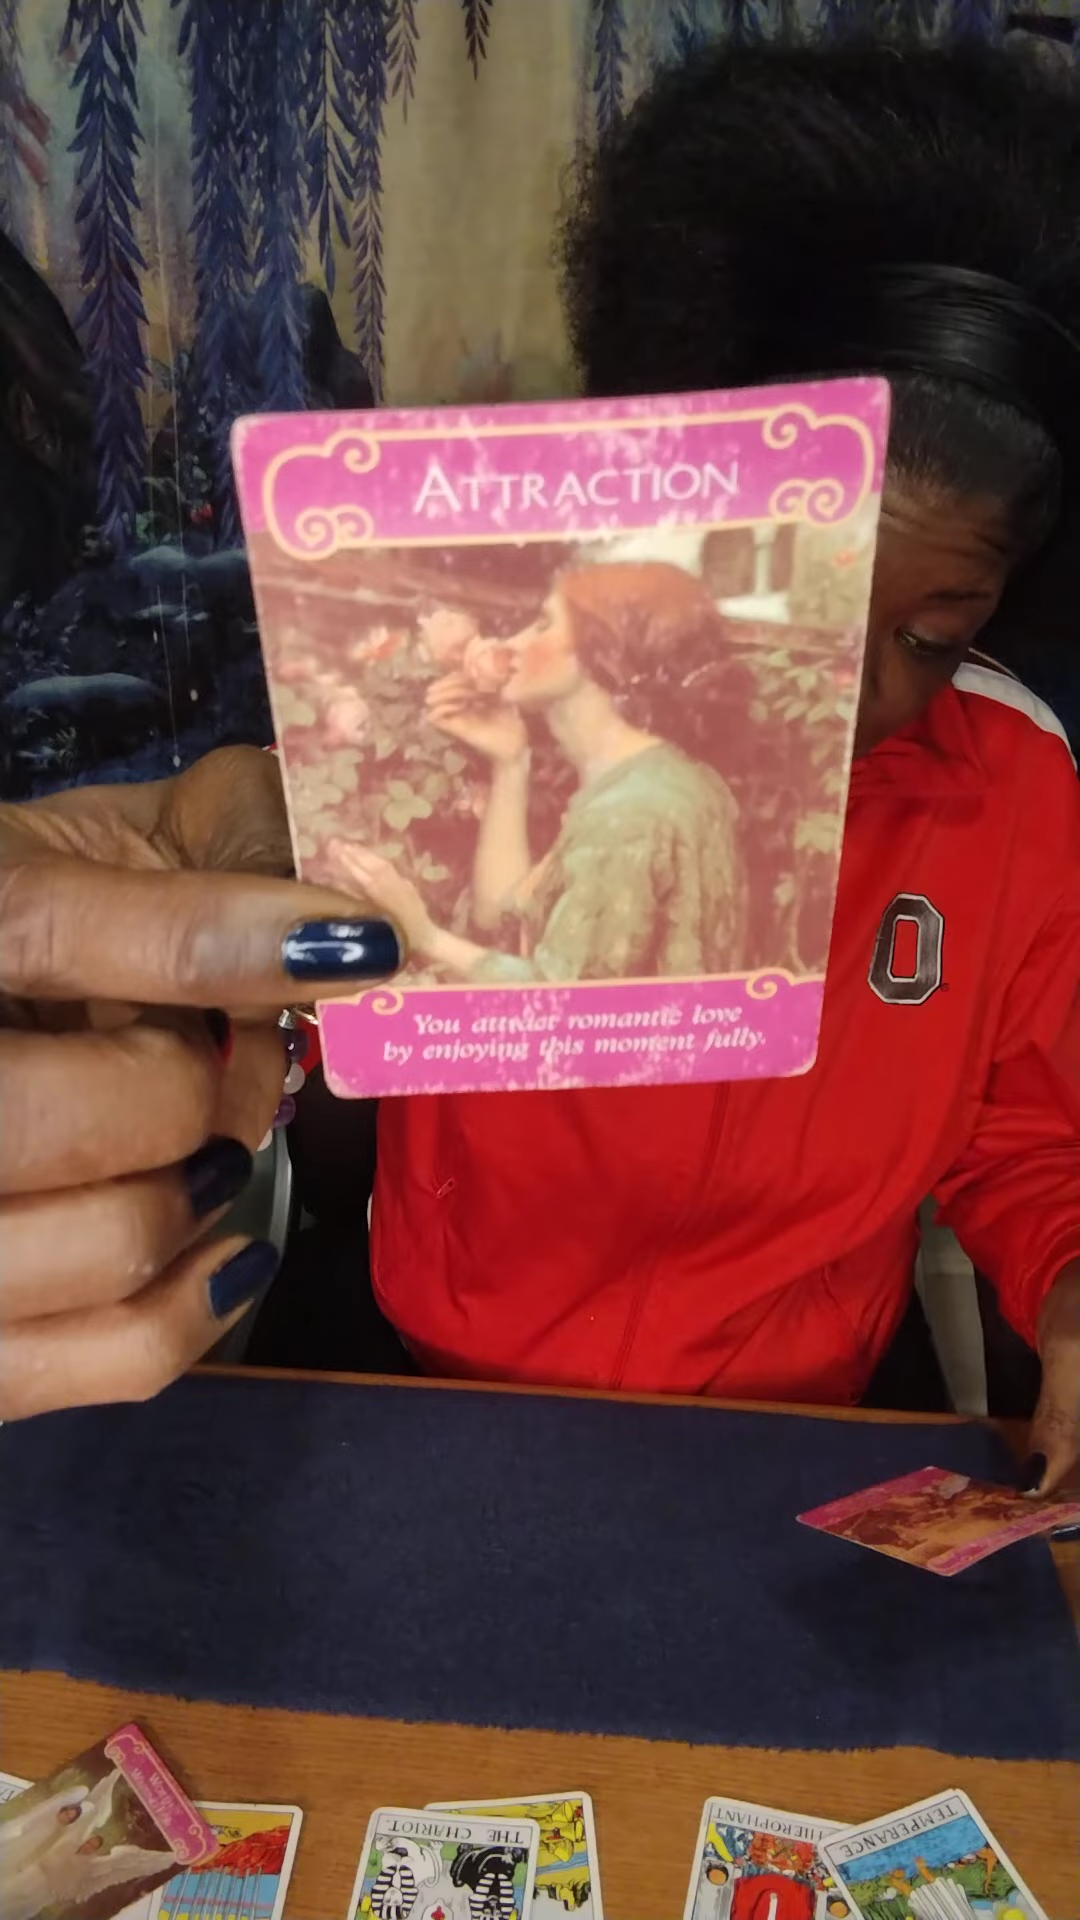 ATTRACTION
You attract romantic love
by enjoying this moment fully.
O
THE CHARIOT.
HIEROPHANT
TEMPERANCE.